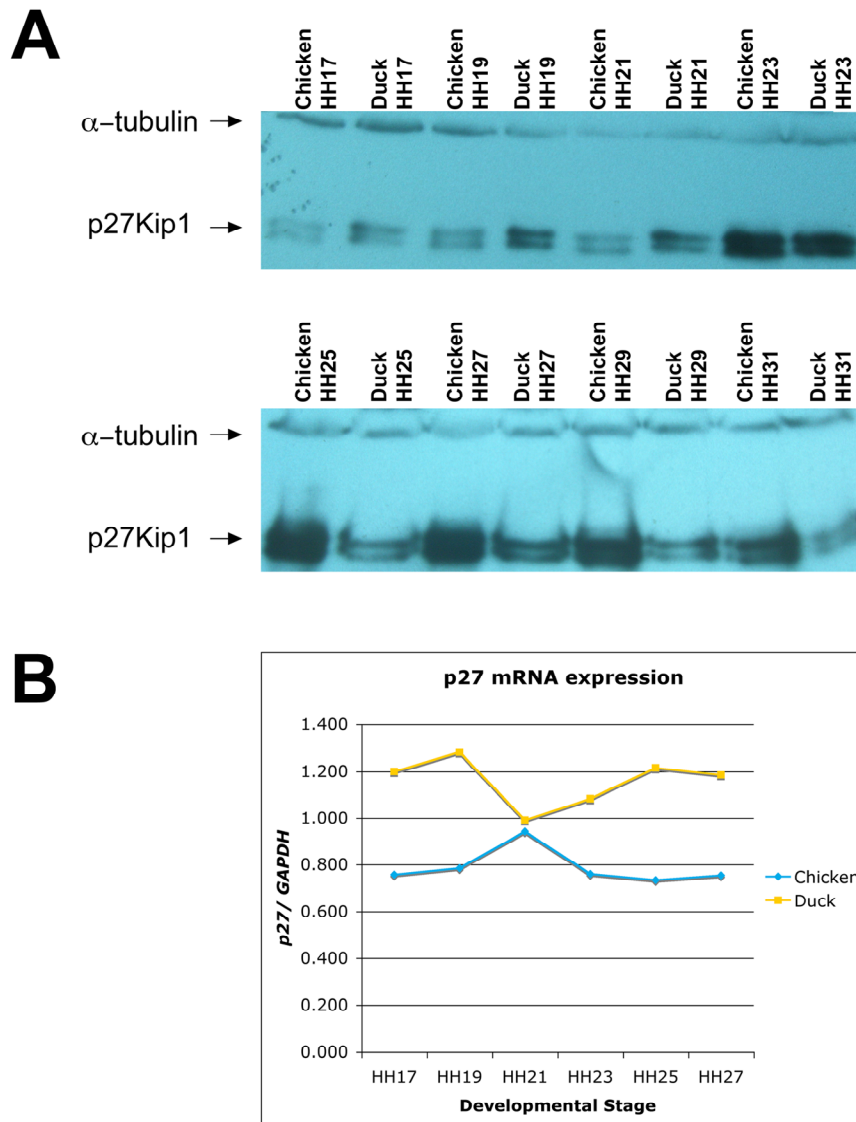 A
Chicken HH17
Duck HH17
Chicken HH19
Duck HH19
Chicken HH21
Duck HH21
Chicken HH23
Duck HH23
α−tubulin
p27Kip1
Chicken HH25
Duck HH25
Chicken HH27
Duck HH27
Chicken HH29
Duck HH29
Chicken HH31
Duck HH31
α−tubulin
p27Kip1
B
p27 mRNA expression
1.400
1.200
1.000
0.800
0.600
0.400
0.200
0.000
p27/ GAPDH
Chicken
Duck
HH17 HH19 HH21 HH23 HH25 HH27
Developmental Stage